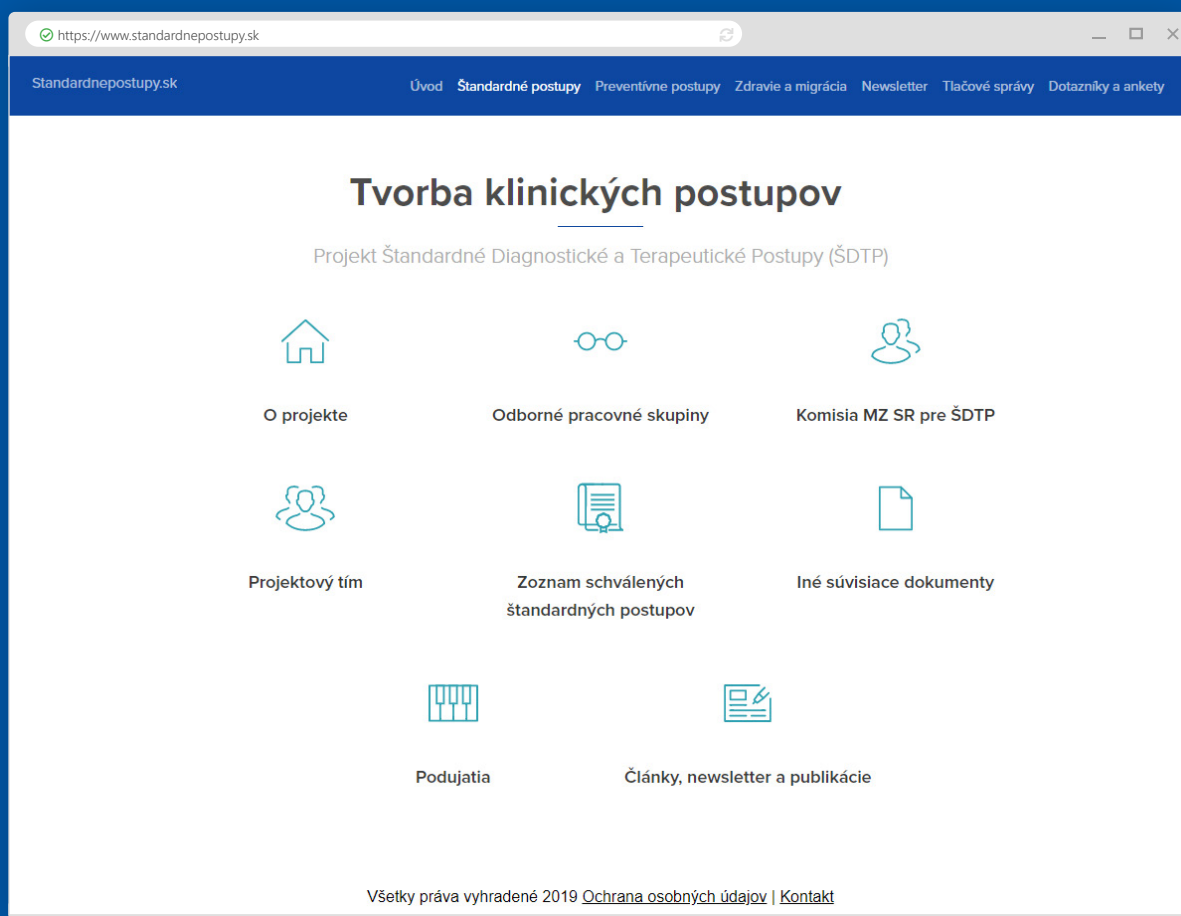 https://www.standardnepostupy.sk
Standardnepostupy.sk
Úvod Štandardné postupy Preventívne postupy Zdravie a migrácia Newsletter Tlačové správy Dotazníky a ankety
Tvorba klinických postupov
Projekt Štandardné Diagnostické a Terapeutické Postupy (ŠDTP)
O projekte
Odborné pracovné skupiny
Komisia MZ SR pre ŠDTP
Projektový tím
Zoznam schválených
štandardných postupov
Iné súvisiace dokumenty
Podujatia
Články, newsletter a publikácie
Všetky práva vyhradené 2019 Ochrana osobných údajov | Kontakt